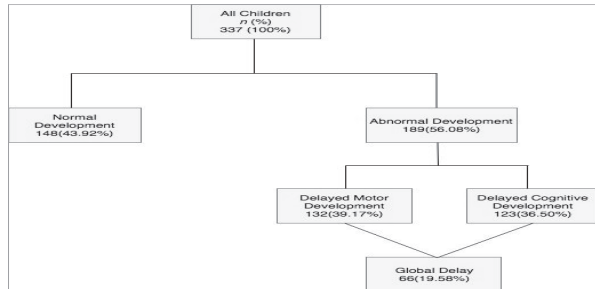 All Children
n (%)
337 (100%)
Normal
Development
148(43.92%)
Abnormal Development
189(56.08%)
Delayed Motor
Development
132(39.17%)
Delayed Cognitive
Development
123(36.50%)
Global Delay
66(19.58%)